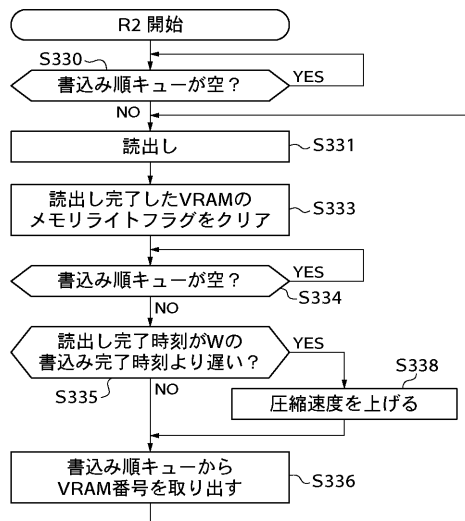 R2 開始
S330
書込み順キューが空？
YES
NO
読出し
S331
読出し完了したVRAMの
メモリライトフラグをクリア
S333
書込み順キューが空？
YES
S334
NO
読出し完了時刻がWの
書込み完了時刻より遅い？
YES
S335
NO
S338
圧縮速度を上げる
書込み順キューから
VRAM番号を取り出す
S336